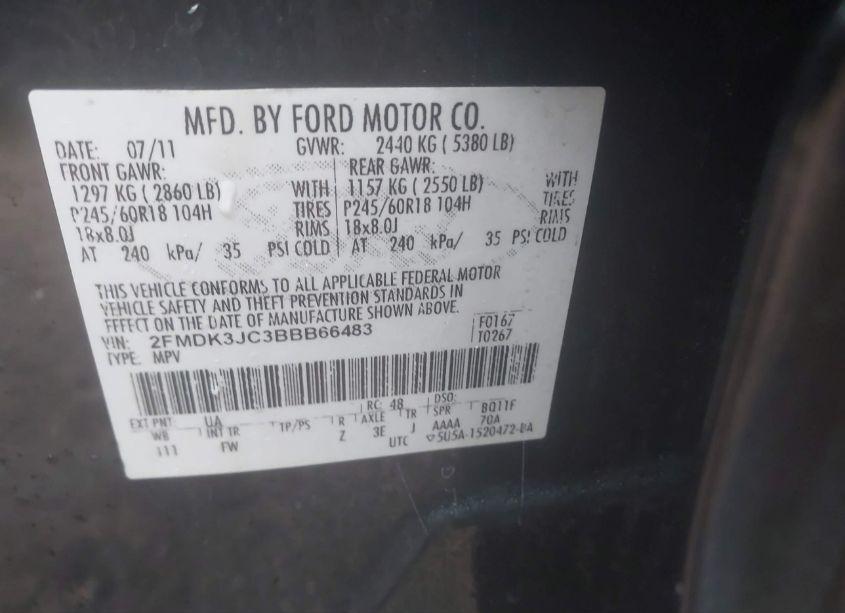 MFD. BY FORD MOTOR CO.
DATE: 07/11 GVWR: 2440 KG ( 5380 LB)
FRONT GAWR: REAR GAWR:
1297 KG ( 2860 LB) WITH 1157 KG ( 2550 LB) WITH
P245/60R18 104H TIRES P245/60R18 104H TIRES
18x8.0J RIMS 18x8.0J RIMS
AT 240 kPa/ 35 PSI COLD AT 240 kPa/ 35 PSI COLD
THIS VEHICLE CONFORMS TO ALL APPLICABLE FEDERAL MOTOR
VEHICLE SAFETY AND THEFT PREVENTION STANDARDS IN
EFFECT ON THE DATE OF MANUFACTURE SHOWN ABOVE.
VIN: 2FMDK3JC3BBB66483 F0167
TYPE: MPV T0267
EXT PNT: UA RC: 48 DSO:
WB INT TR TP/PS R AXLE TR SPR BQ11F
111 FW Z 3E J AAAA 70A
UTC